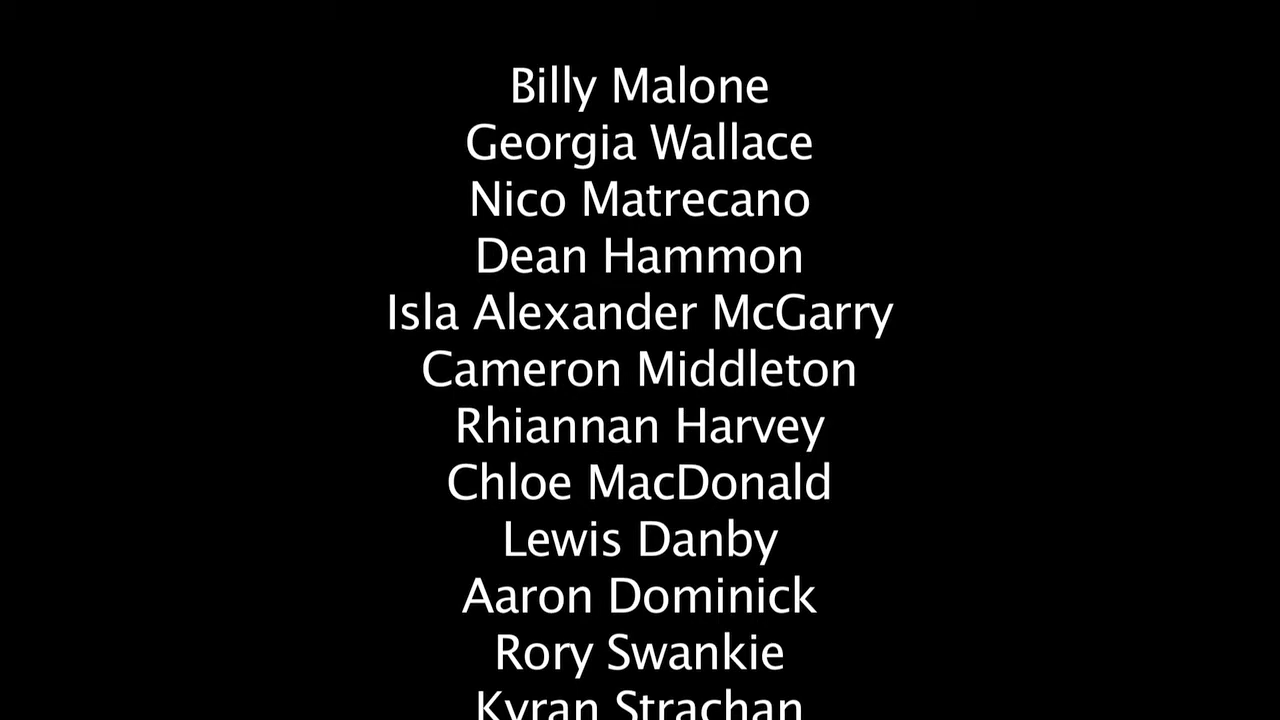 Billy Malone
Georgia Wallace
Nico Matrecano
Dean Hammon
Isla Alexander McGarry
Cameron Middleton
Rhiannan Harvey
Chloe MacDonald
Lewis Danby
Aaron Dominick
Rory Swankie
Kyran Strachan